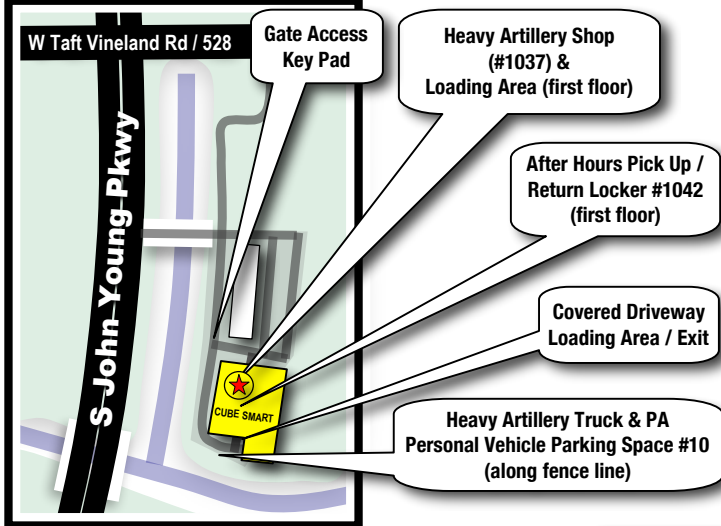 W Taft Vineland Rd / 528
S John Young Pkwy
Gate Access
Key Pad
Heavy Artillery Shop
(#1037) &
Loading Area (first floor)
After Hours Pick Up /
Return Locker #1042
(first floor)
Covered Driveway
Loading Area / Exit
CUBE SMART
Heavy Artillery Truck & PA
Personal Vehicle Parking Space #10
(along fence line)